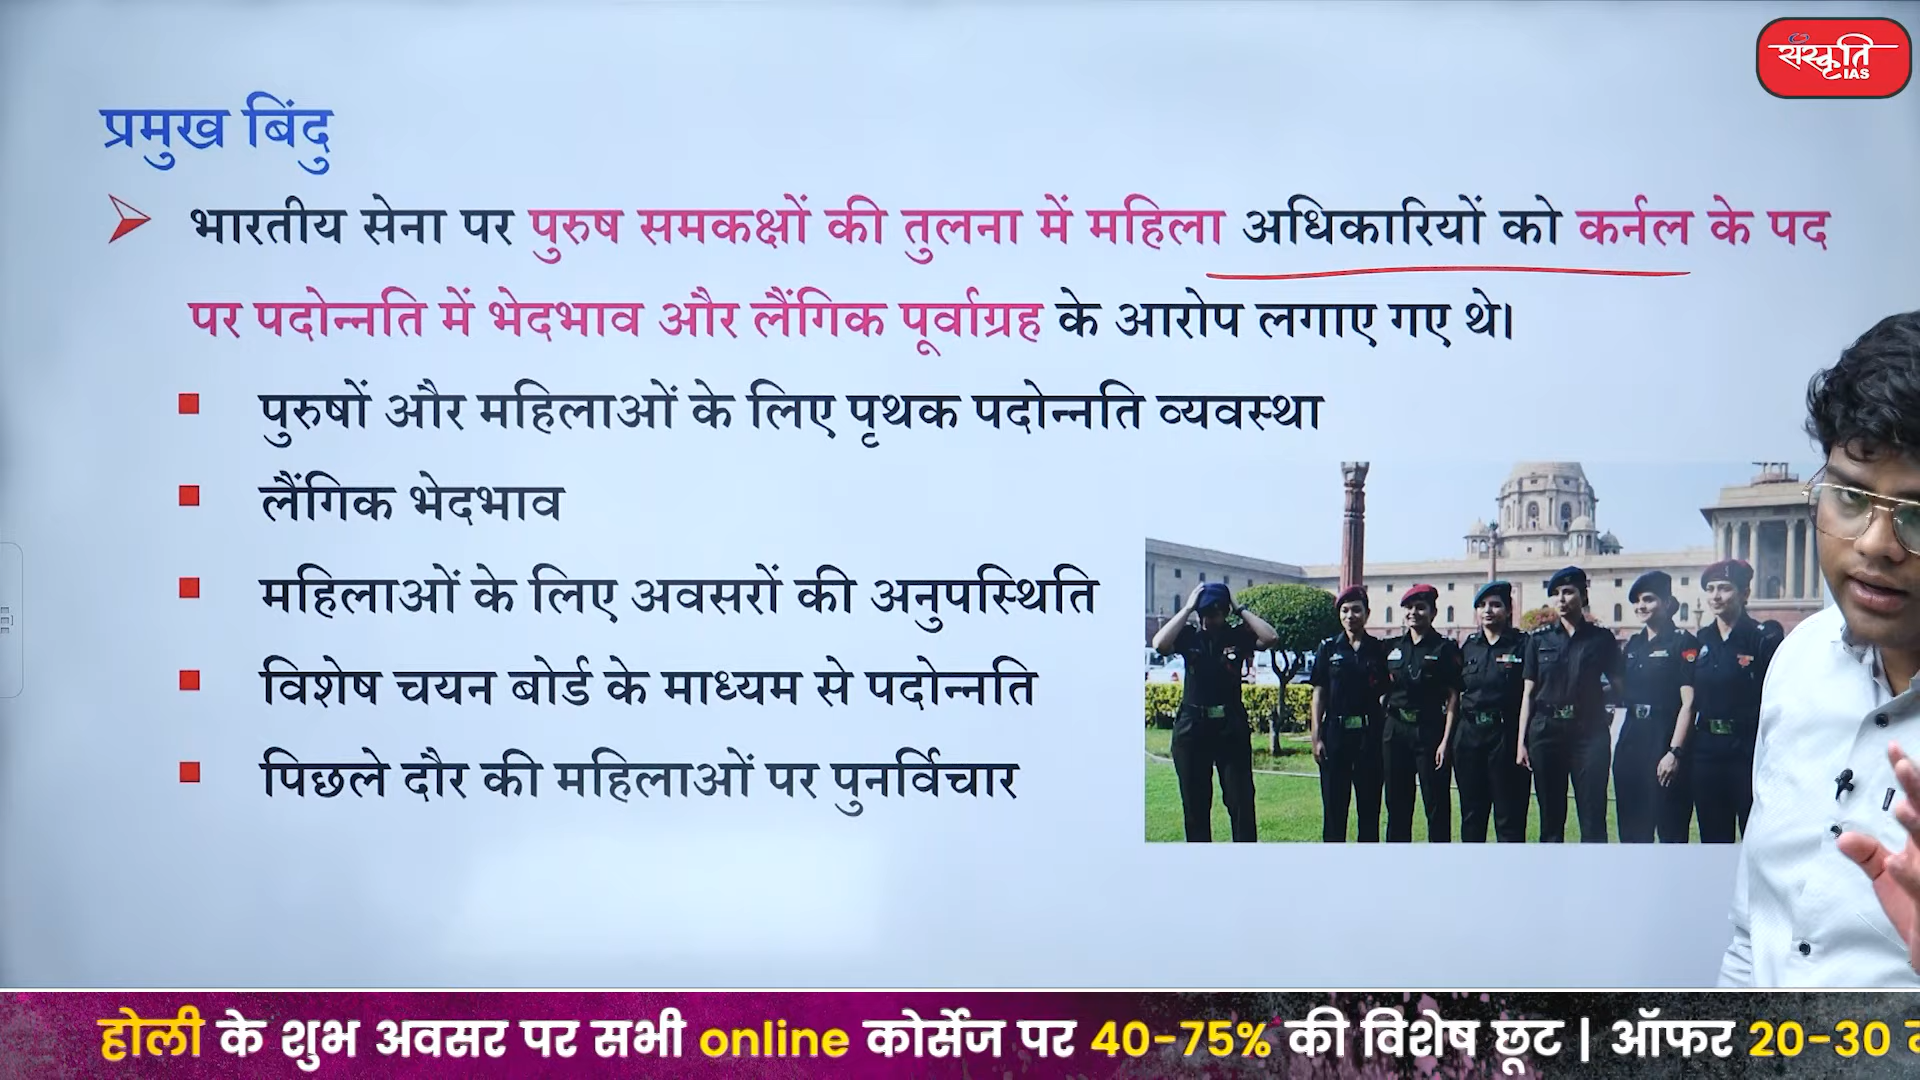 संस्कृति
IAS
प्रमुख बिंदु
भारतीय सेना पर पुरुष समकक्षों की तुलना में महिला अधिकारियों को कर्नल के पद
पर पदोन्नति में भेदभाव और लैंगिक पूर्वाग्रह के आरोप लगाए गए थे।
पुरुषों और महिलाओं के लिए पृथक पदोन्नति व्यवस्था
लैंगिक भेदभाव
महिलाओं के लिए अवसरों की अनुपस्थिति
विशेष चयन बोर्ड के माध्यम से पदोन्नति
पिछले दौर की महिलाओं पर पुनर्विचार
होली के शुभ अवसर पर सभी online कोर्सेज पर 40-75% की विशेष छूट | ऑफर 20-30